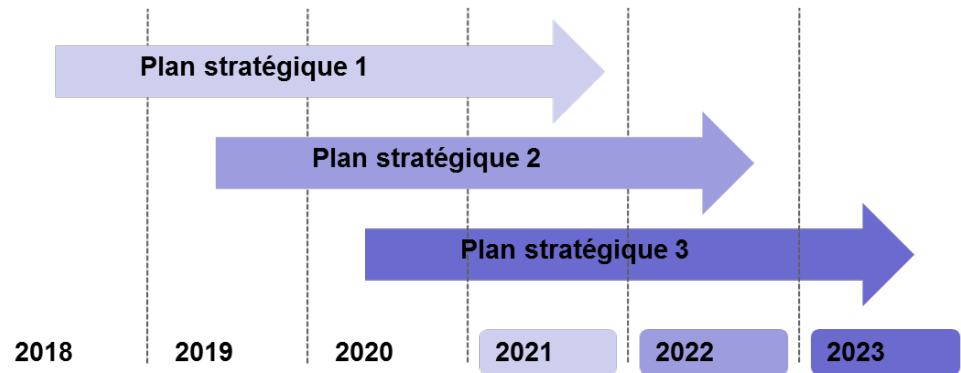 Plan stratégique 1
Plan stratégique 2
Plan stratégique 3
2018 2019 2020 2021 2022 2023